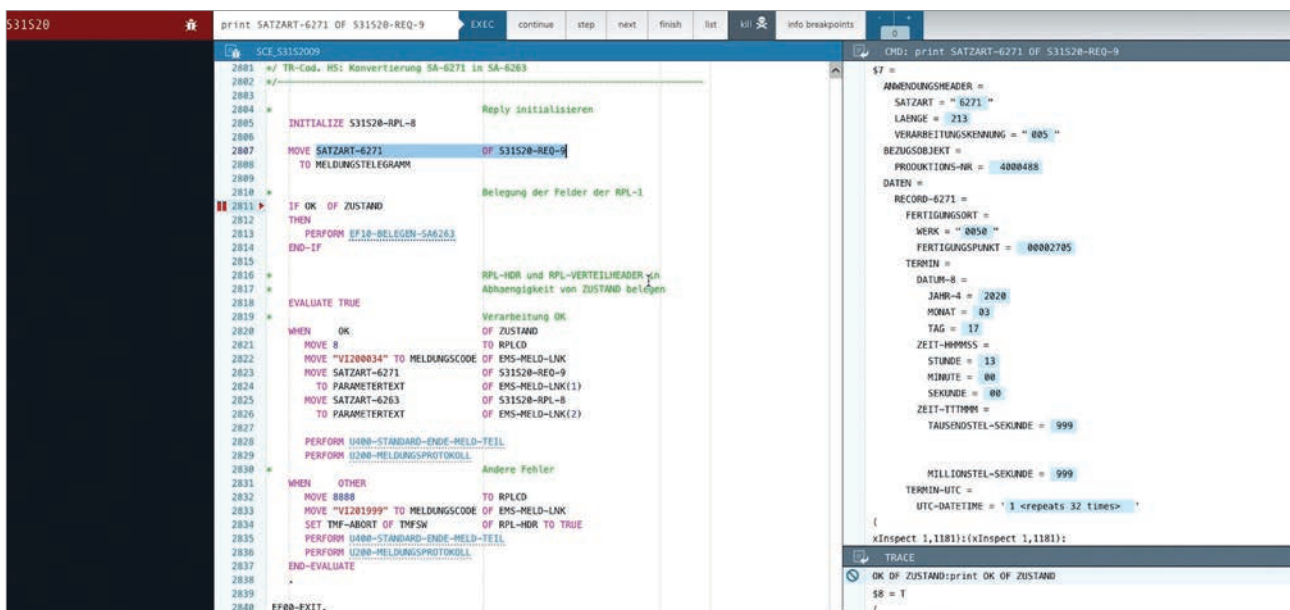 S31S20
print SATZART-6271 OF S31S20-REQ-9
EXEC
continue
step
next
finish
list
kill
info breakpoints
-
+
0
SCE_S31S2009
2801 */ TR-Cod. HS: Konvertierung SA-6271 in SA-6263
2802 */
2803
2804 * Reply initialisieren
2805 INITIALIZE S31S20-RPL-8
2806
2807 MOVE SATZART-6271 OF S31S20-REQ-9
2808 TO MELDUNGSTELEGRAMM
2809
2810 * Belegung der Felder der RPL-1
2811 IF OK OF ZUSTAND
2812 THEN
2813 PERFORM EF10-BELEGEN-SA6263
2814 END-IF
2815
2816 * RPL-HDR und RPL-VERTEILHEADER in
2817 * Abhaengigkeit von ZUSTAND belegen
2818 EVALUATE TRUE
2819 * Verarbeitung OK
2820 WHEN OK OF ZUSTAND
2821 MOVE 8 TO RPLCD
2822 MOVE "VI200034" TO MELDUNGSCODE OF EMS-MELD-LNK
2823 MOVE SATZART-6271 OF S31S20-REQ-9
2824 TO PARAMETERTEXT OF EMS-MELD-LNK(1)
2825 MOVE SATZART-6263 OF S31S20-RPL-8
2826 TO PARAMETERTEXT OF EMS-MELD-LNK(2)
2827
2828 PERFORM U400-STANDARD-ENDE-MELD-TEIL
2829 PERFORM U200-MELDUNGSPROTOKOLL
2830 * Andere Fehler
2831 WHEN OTHER
2832 MOVE 8888 TO RPLCD
2833 MOVE "VI201999" TO MELDUNGSCODE OF EMS-MELD-LNK
2834 SET TMF-ABORT OF TMFSW OF RPL-HDR TO TRUE
2835 PERFORM U400-STANDARD-ENDE-MELD-TEIL
2836 PERFORM U200-MELDUNGSPROTOKOLL
2837 END-EVALUATE
2838 .
2839
2840 EF00-EXIT.
CMD: print SATZART-6271 OF S31S20-REQ-9
$7 =
ANWENDUNGSHEADER =
SATZART = " 6271 "
LAENGE = 213
VERARBEITUNGSKENNUNG = " 005 "
BEZUGSOBJEKT =
PRODUKTIONS-NR = 4000488
DATEN =
RECORD-6271 =
FERTIGUNGSORT =
WERK = " 0050 "
FERTIGUNGSPUNKT = 00002705
TERMIN =
DATUM-8 =
JAHR-4 = 2020
MONAT = 03
TAG = 17
ZEIT-HHMMSS =
STUNDE = 13
MINUTE = 00
SEKUNDE = 00
ZEIT-TTTMMM =
TAUSENDSTEL-SEKUNDE = 999
MILLIONSTEL-SEKUNDE = 999
TERMIN-UTC =
UTC-DATETIME = ' 1 <repeats 32 times> '
(
xInspect 1,1181):(xInspect 1,1181):
TRACE
OK OF ZUSTAND:print OK OF ZUSTAND
$8 = T
(